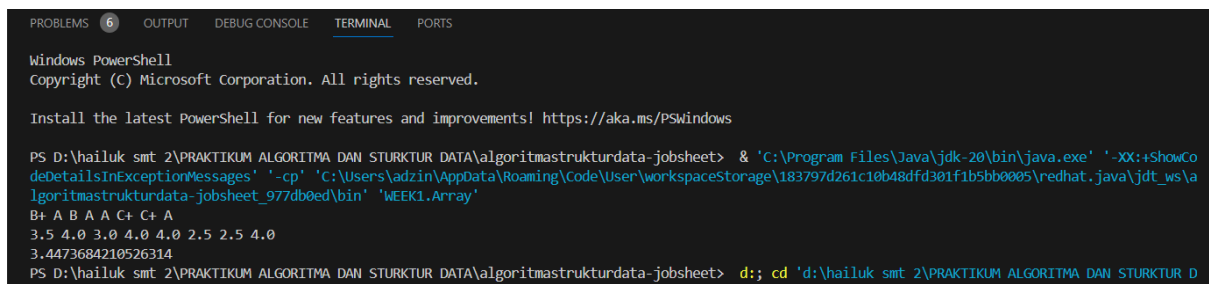 PROBLEMS 6 OUTPUT DEBUG CONSOLE TERMINAL PORTS
Windows PowerShell
Copyright (C) Microsoft Corporation. All rights reserved.
Install the latest PowerShell for new features and improvements! https://aka.ms/PSWindows
PS D:\hailuk smt 2\PRAKTIKUM ALGORITMA DAN STURKTUR DATA\algoritmastrukturdata-jobsheet> & 'C:\Program Files\Java\jdk-20\bin\java.exe' '-XX:+ShowCo
deDetailsInExceptionMessages' '-cp' 'C:\Users\adzin\AppData\Roaming\Code\User\workspaceStorage\183797d261c10b48dfd301f1b5bb0005\redhat.java\jdt_ws\a
lgoritmastrukturdata-jobsheet_977db0ed\bin' 'WEEK1.Array'
B+ A B A A C+ C+ A
3.5 4.0 3.0 4.0 4.0 2.5 2.5 4.0
3.4473684210526314
PS D:\hailuk smt 2\PRAKTIKUM ALGORITMA DAN STURKTUR DATA\algoritmastrukturdata-jobsheet> d:; cd 'd:\hailuk smt 2\PRAKTIKUM ALGORITMA DAN STURKTUR D